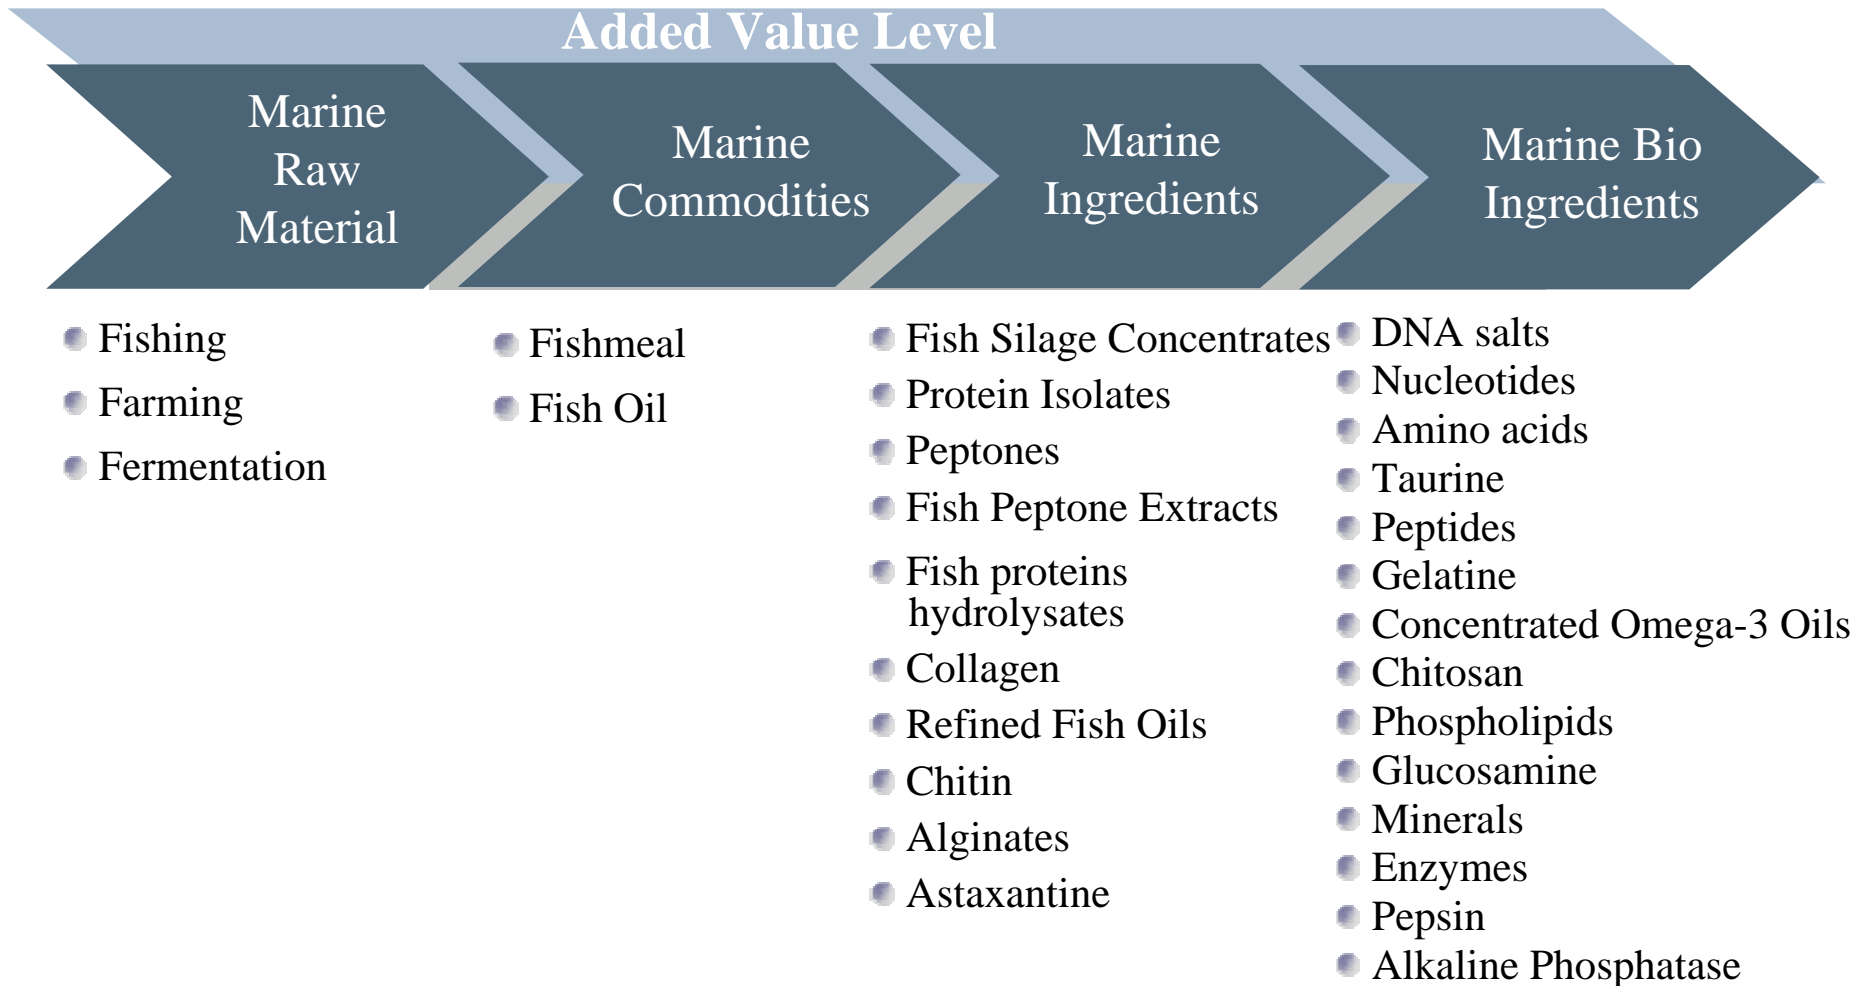 Added Value Level
Marine
Raw
Material
Marine
Commodities
Marine
Ingredients
Marine Bio
Ingredients
Fishing
Farming
Fermentation
Fishmeal
Fish Oil
Fish Silage Concentrates
Protein Isolates
Peptones
Fish Peptone Extracts
Fish proteins
hydrolysates
Collagen
Refined Fish Oils
Chitin
Alginates
Astaxantine
DNA salts
Nucleotides
Amino acids
Taurine
Peptides
Gelatine
Concentrated Omega-3 Oils
Chitosan
Phospholipids
Glucosamine
Minerals
Enzymes
Pepsin
Alkaline Phosphatase